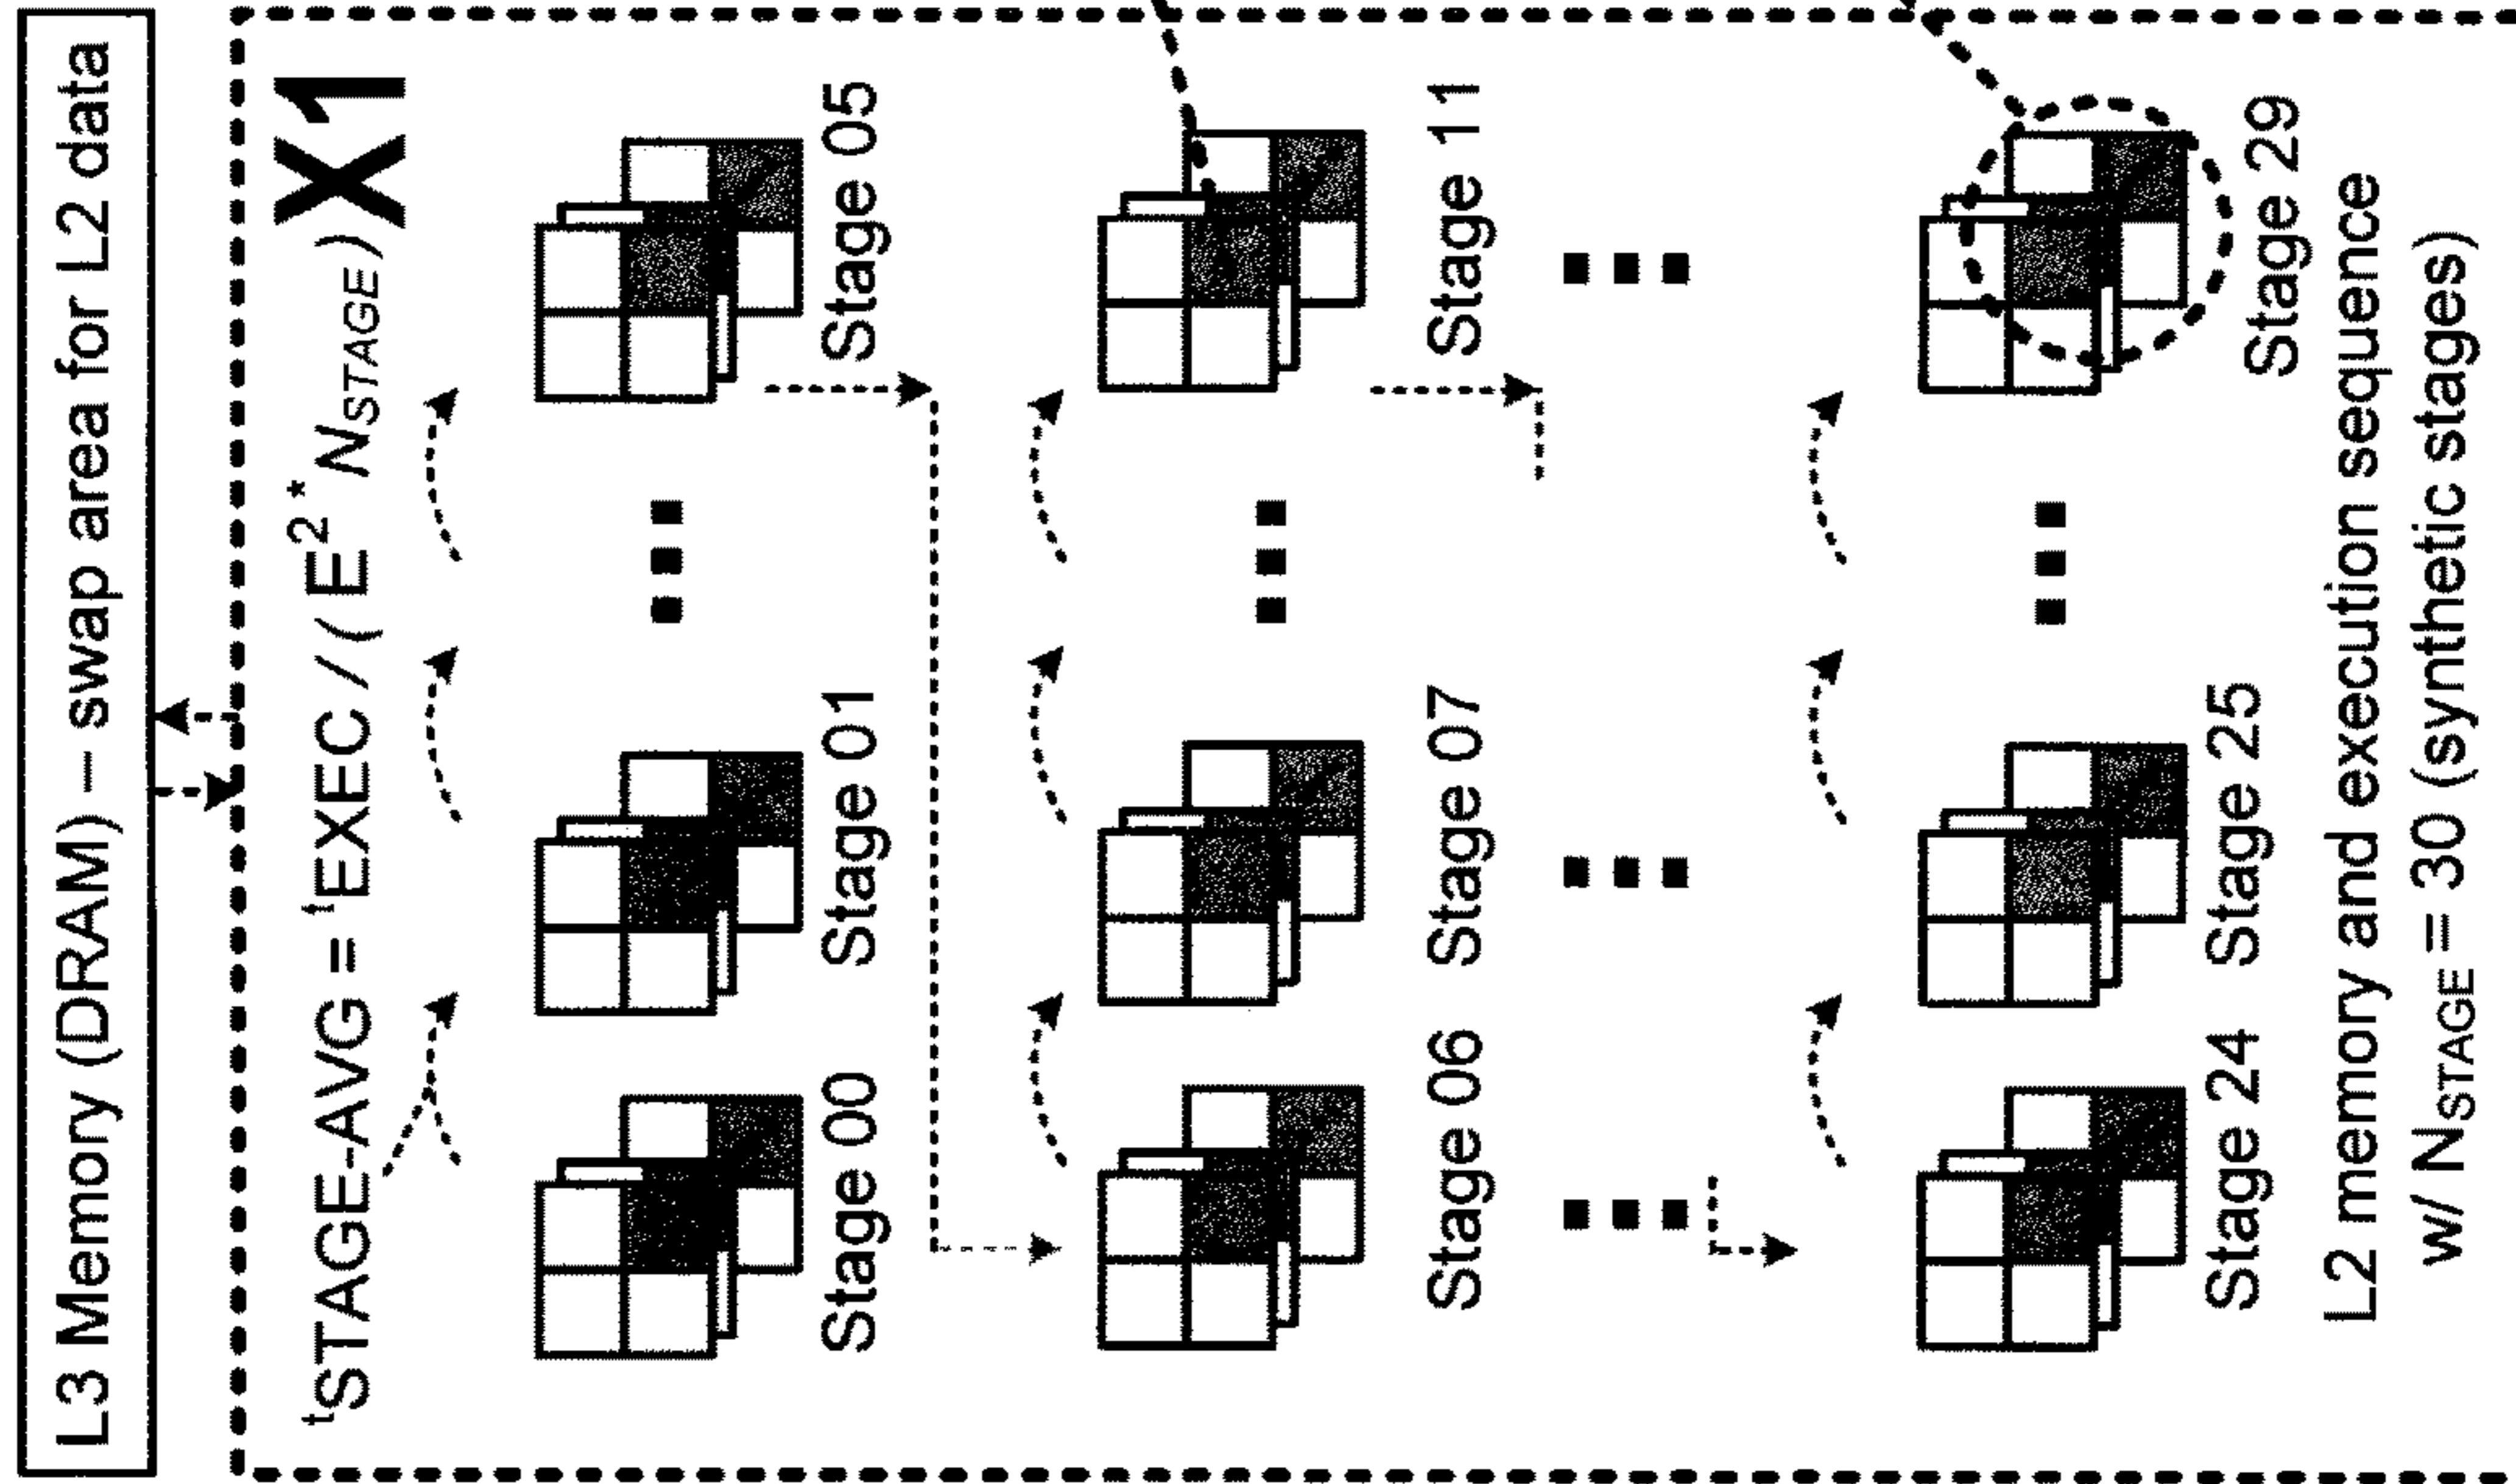 L3 Memory (DRAM) – swap area for L2 data
X1
tSTAGE-AVG = tEXEC / ( E2 * NSTAGE )
Stage 00 Stage 01 Stage 05
Stage 06 Stage 07 Stage 11
Stage 24 Stage 25 Stage 29
L2 memory and execution sequence
w/ NSTAGE = 30 (synthetic stages)